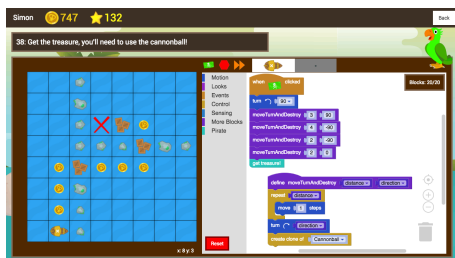 Simon 747 132
Back
38: Get the treasure, you'll need to use the cannonball!
Motion
Looks
Events
Control
Sensing
More Blocks
Pirate
when clicked
Blocks: 20/20
turn 90
moveTurnAndDestroy 3 90
moveTurnAndDestroy 4 -90
moveTurnAndDestroy 2 -90
moveTurnAndDestroy 2
get treasure!
define moveTurnAndDestroy distance direction
repeat distance
move 1 steps
turn direction
create clone of Cannonball
Reset
x: 8 y: 3